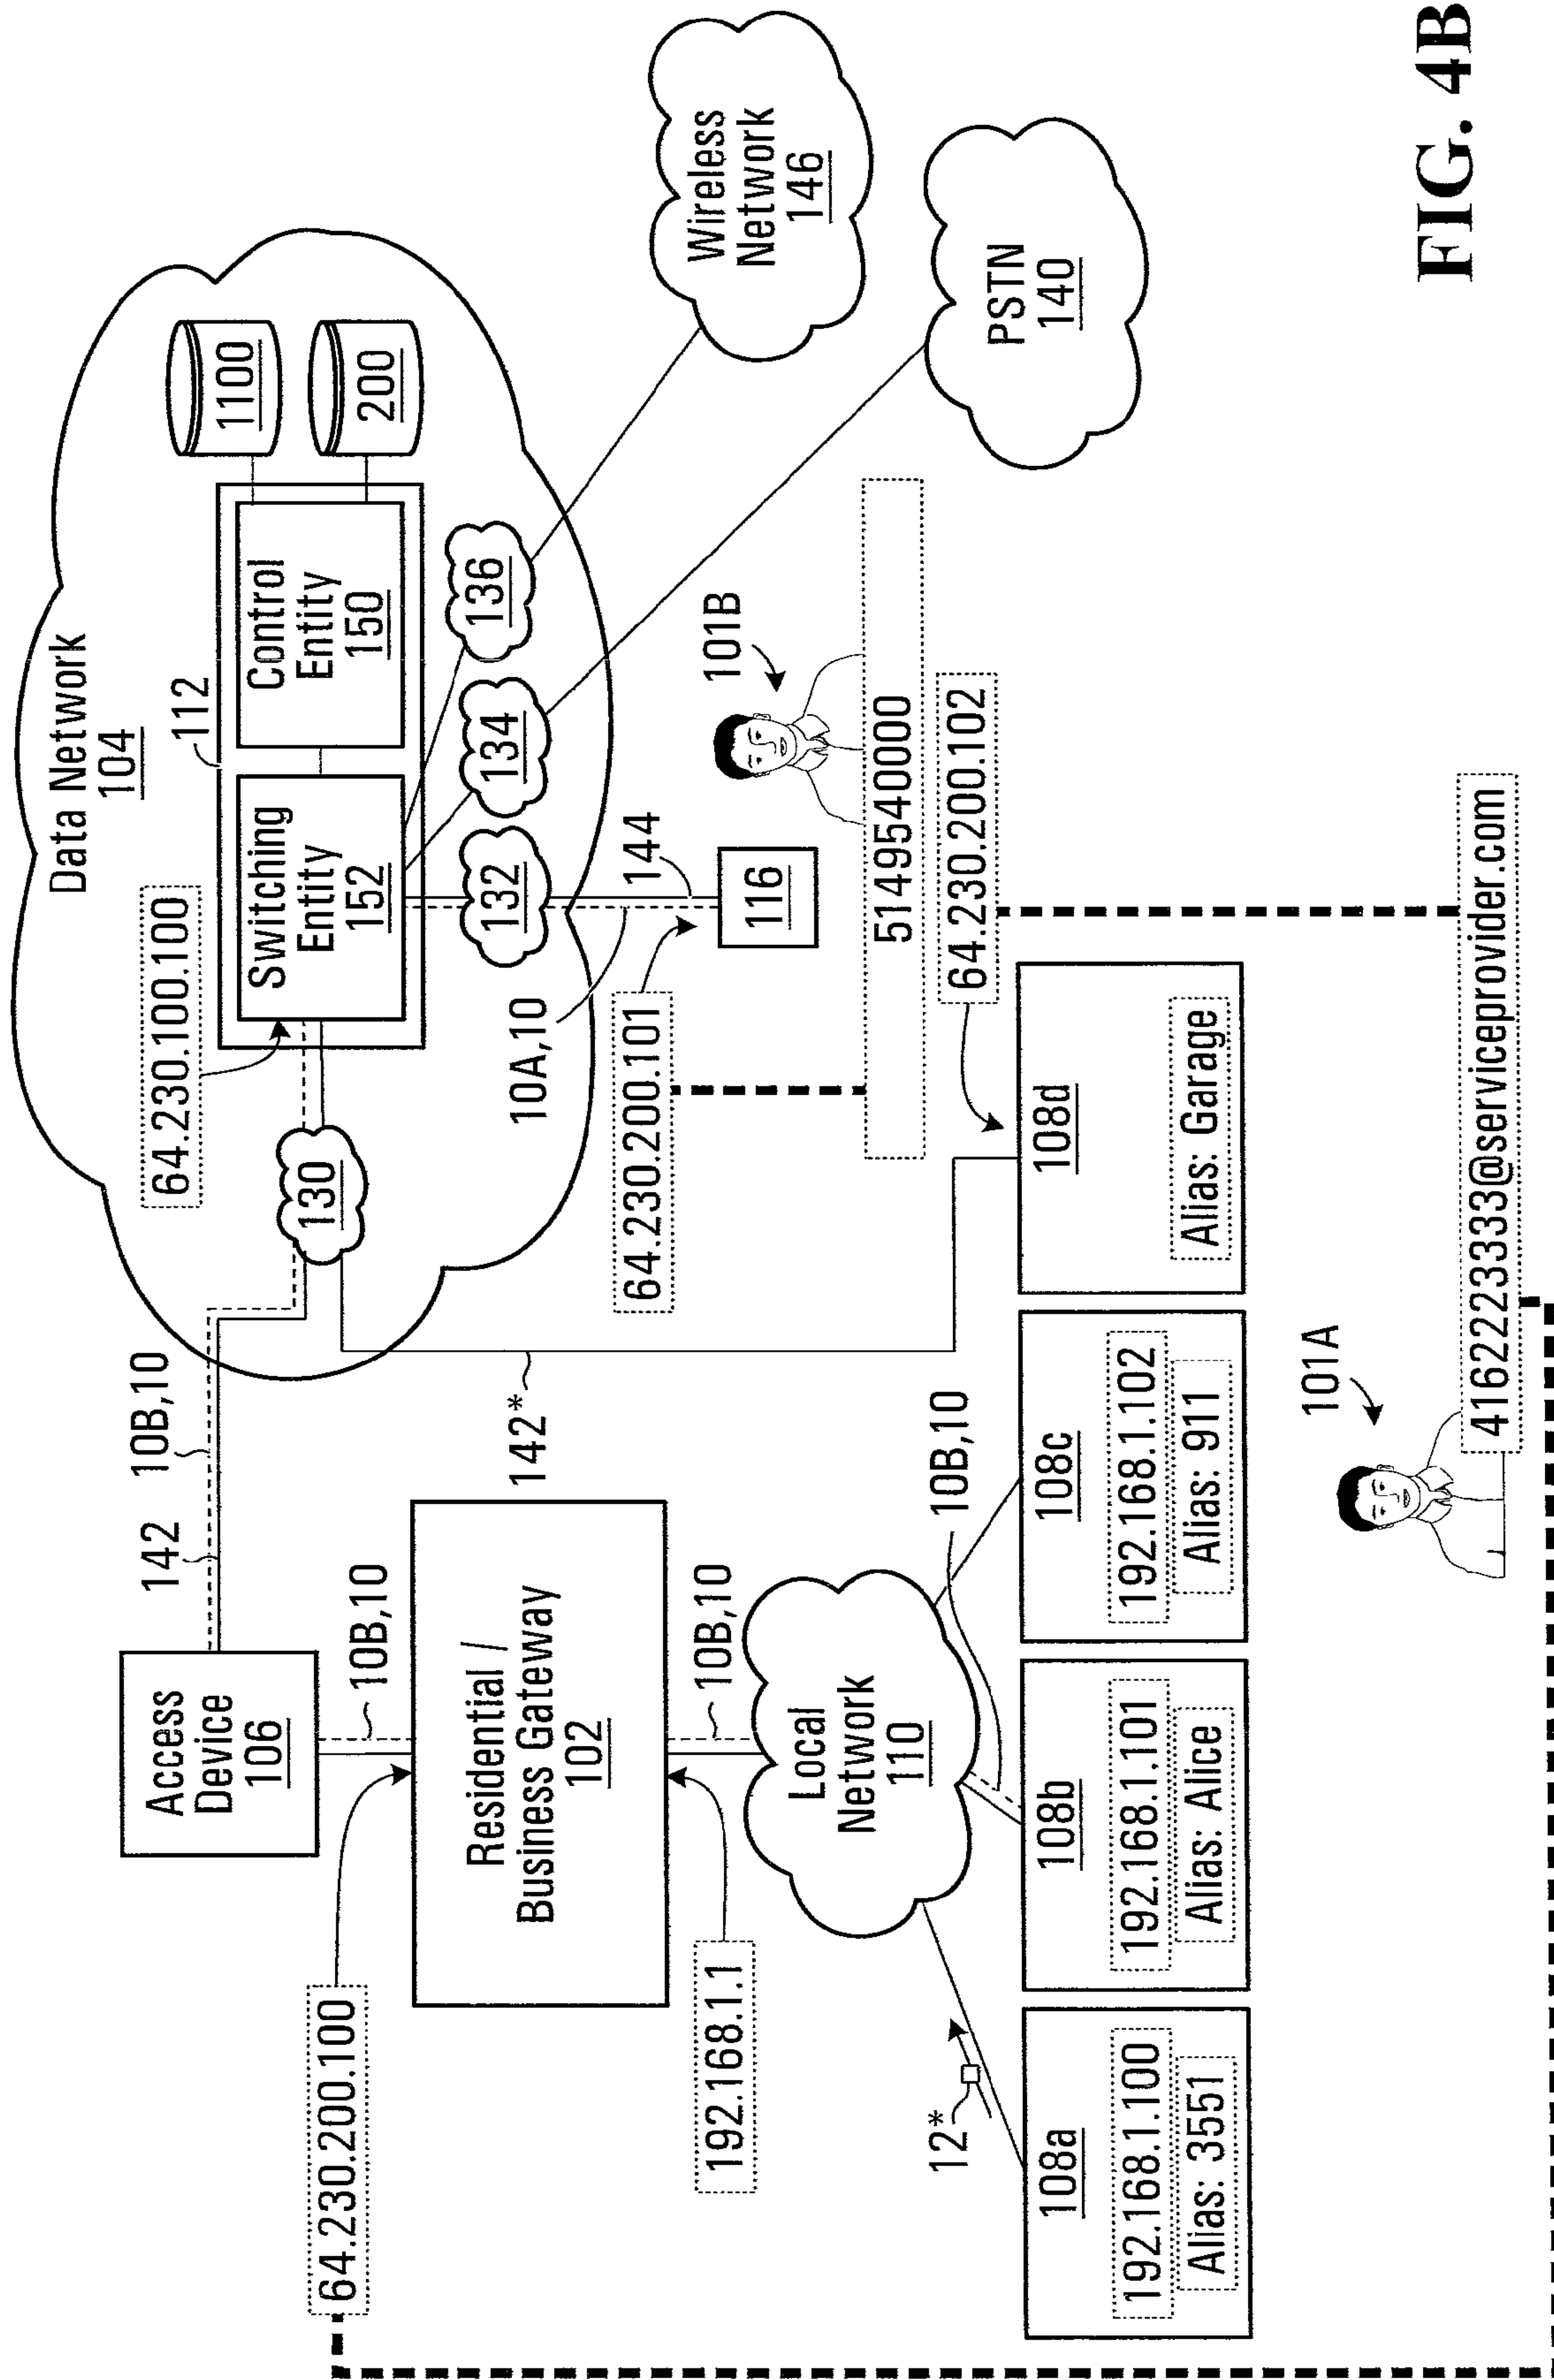 Data Network
104
112
64.230.100.100
Switching
Entity
152
Control
Entity
150
1100
200
130
132
134
136
Wireless
Network
146
PSTN
140
142
10B,10
Access
Device
106
10B,10
64.230.200.100
Residential /
Business Gateway
102
142*
10A,10
144
64.230.200.101
116
101B
5149540000
64.230.200.102
192.168.1.1
10B,10
Local
Network
110
10B,10
12*
108a
192.168.1.100
Alias: 3551
108b
192.168.1.101
Alias: Alice
108c
192.168.1.102
Alias: 911
108d
Alias: Garage
101A
4162223333@serviceprovider.com
FIG. 4B